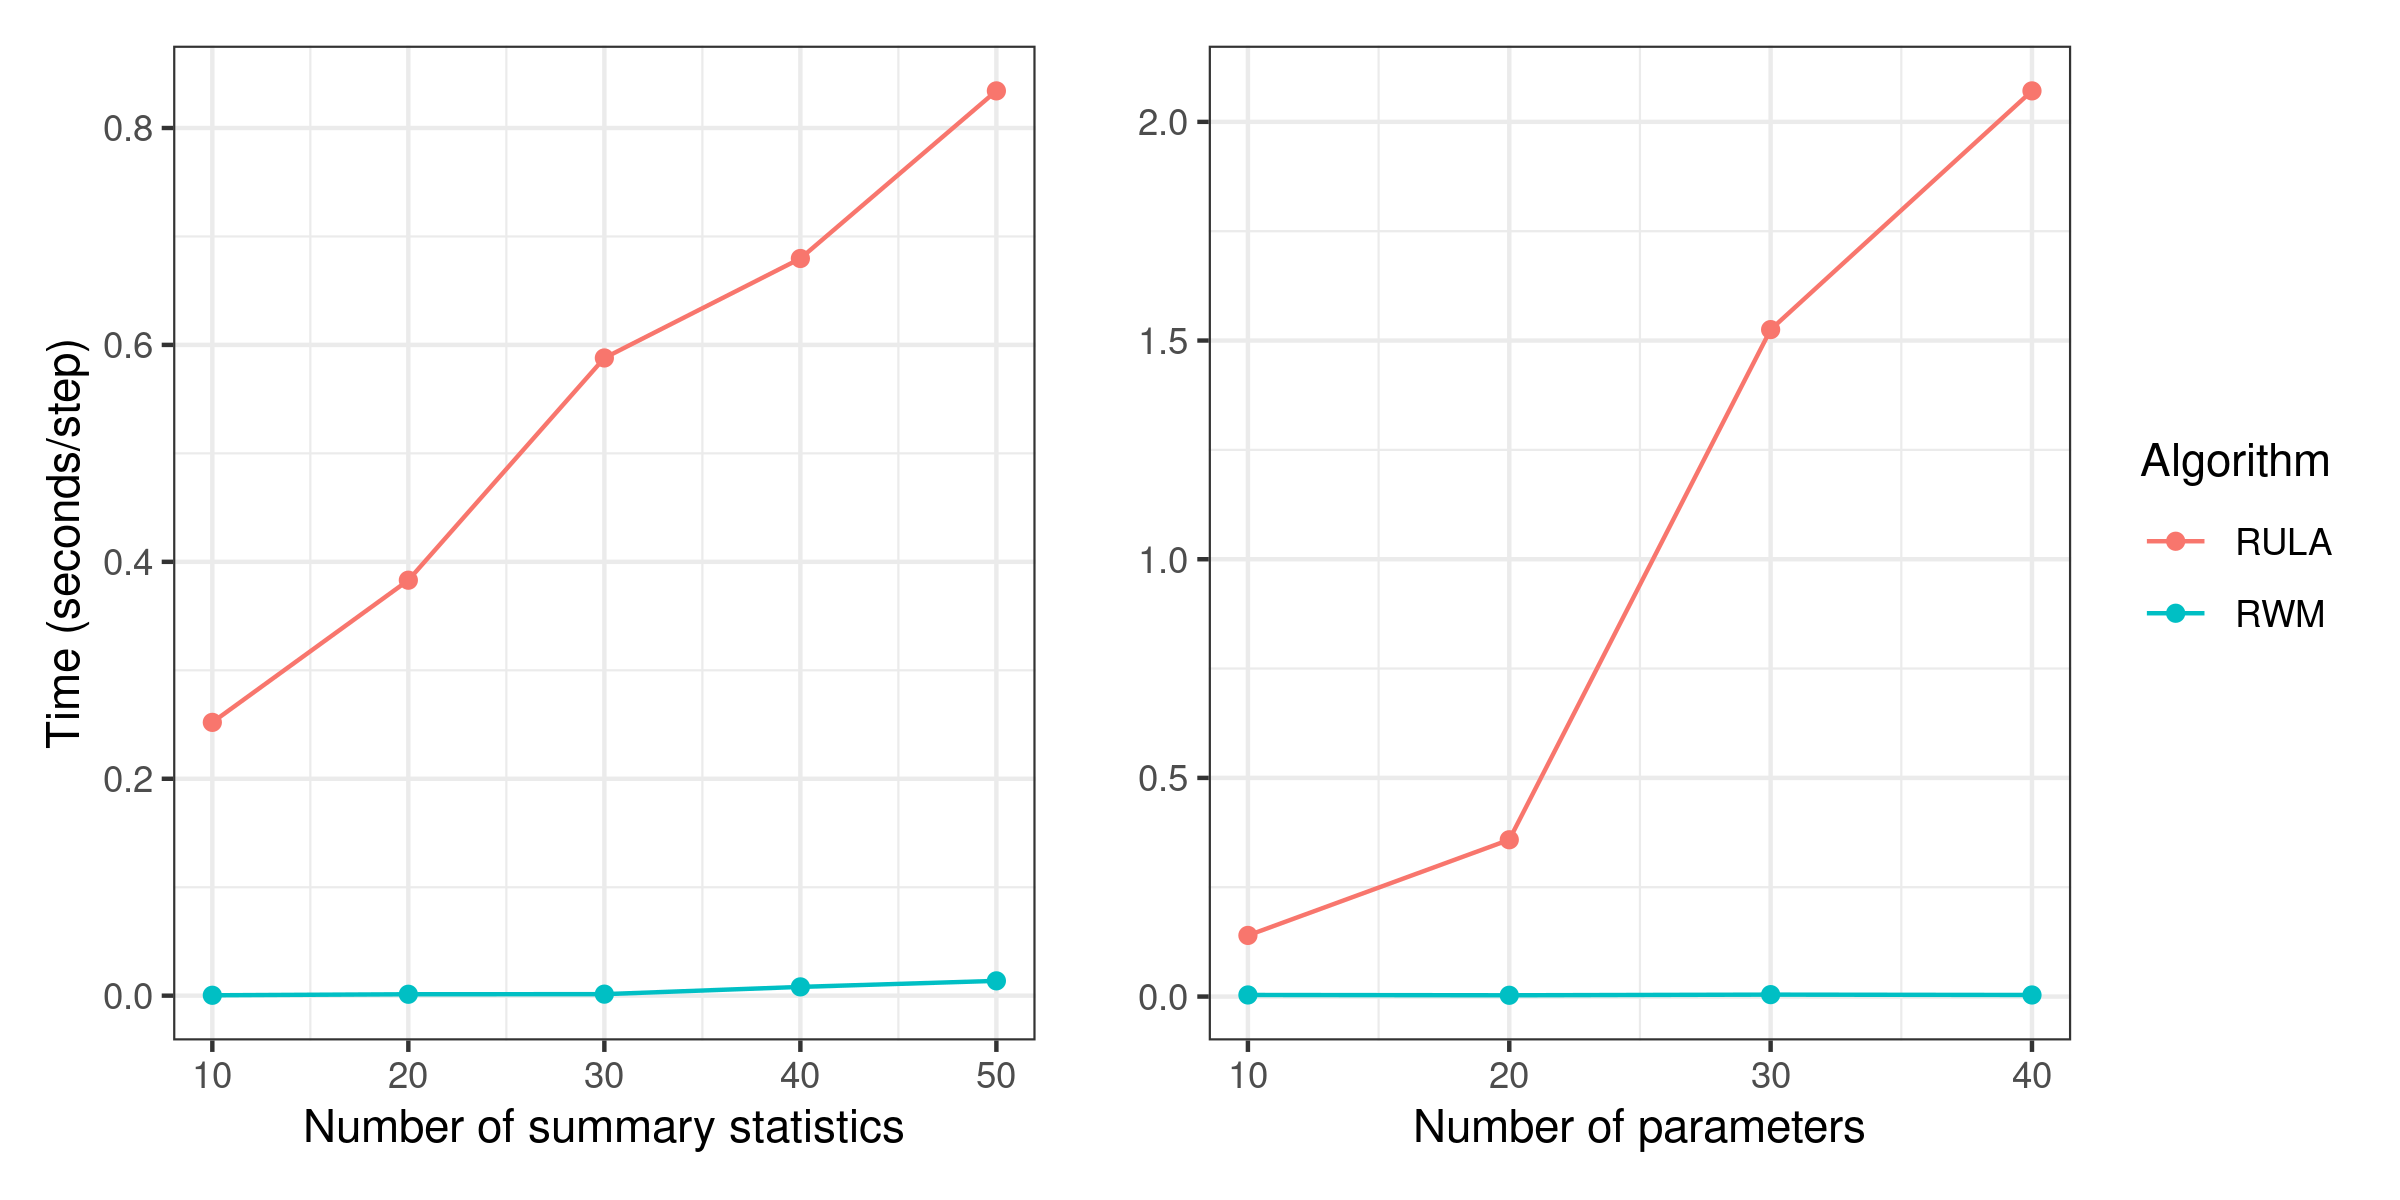 Time (seconds/step)
0.8
0.6
0.4
0.2
0.0
10 20 30 40 50
Number of summary statistics
2.0
1.5
1.0
0.5
0.0
10 20 30 40
Number of parameters
Algorithm
RULA
RWM